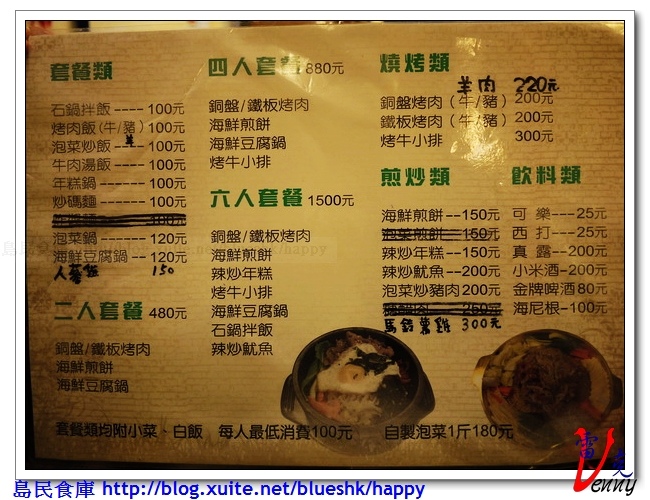 套餐類
石鍋拌飯 ---- 100元
烤肉飯(牛/豬) 100元
泡菜炒飯 ---- 100元
牛肉湯飯 ---- 100元
年糕鍋 ------ 100元
炒碼麵 ------ 100元
泡菜鍋 ------ 120元
海鮮豆腐鍋 -- 120元
人蔘雞 150
二人套餐 480元
銅盤/鐵板烤肉
海鮮煎餅
海鮮豆腐鍋
四人套餐 880元
銅盤/鐵板烤肉
海鮮煎餅
海鮮豆腐鍋
烤牛小排
六人套餐 1500元
銅盤/鐵板烤肉
海鮮煎餅
辣炒年糕
烤牛小排
海鮮豆腐鍋
石鍋拌飯
辣炒魷魚
燒烤類
羊肉 220元
銅盤烤肉(牛/豬) 200元
鐵板烤肉(牛/豬) 200元
烤牛小排 300元
煎炒類
海鮮煎餅--150元
泡菜煎餅--150元
辣炒年糕--150元
辣炒魷魚--200元
泡菜炒豬肉200元
250元
馬鈴薯雞 300元
飲料類
可 樂---25元
西 打---25元
真 露--200元
小米酒-200元
金牌啤酒80元
海尼根-100元
套餐類均附小菜、白飯 每人最低消費100元 自製泡菜1斤180元
島民食庫 http://blog.xuite.net/blueshk/happy
雷
Venny